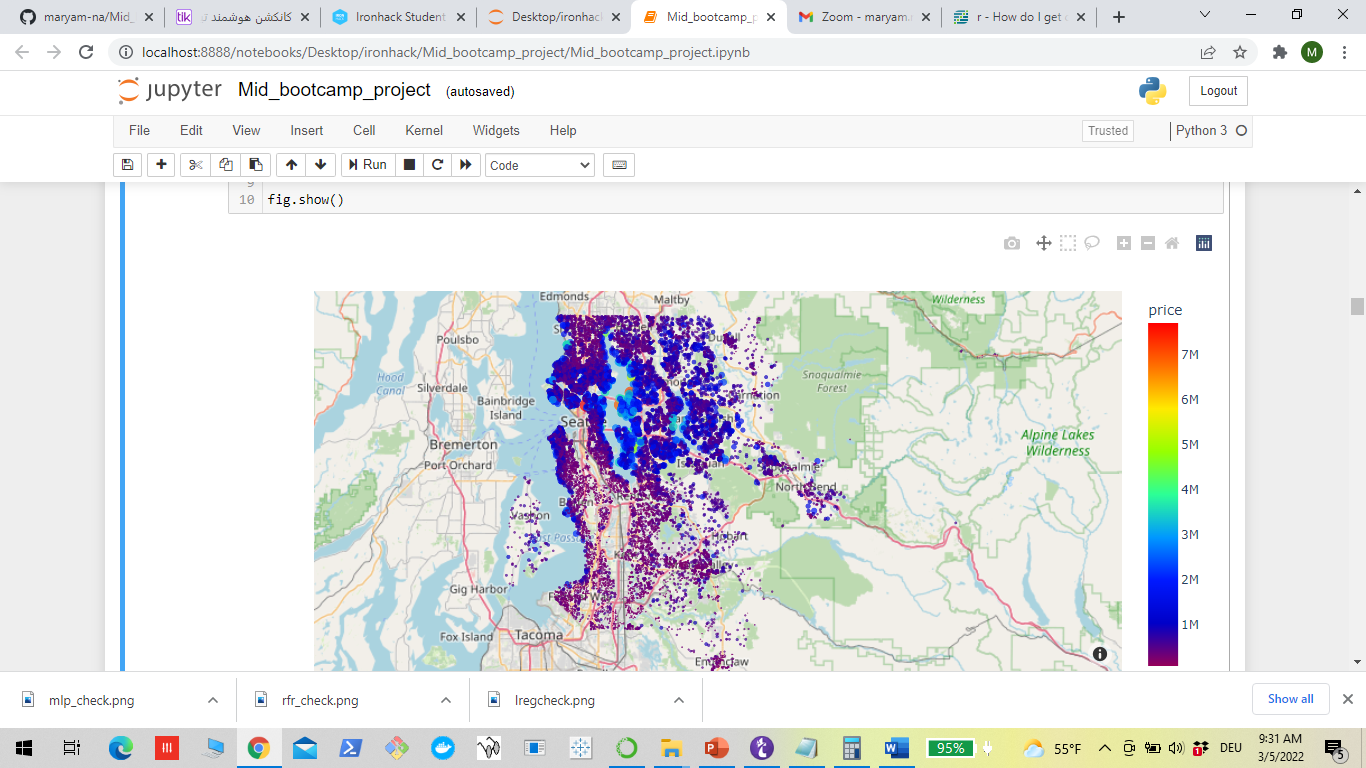 maryam-na/Mid_
کانکشن هوشمند ت
Ironhack Student
Desktop/ironhac
Mid_bootcamp_p
Zoom - maryam.
r - How do I get
localhost:8888/notebooks/Desktop/ironhack/Mid_bootcamp_project/Mid_bootcamp_project.ipynb
M
jupyter Mid_bootcamp_project (autosaved)
Logout
File Edit View Insert Cell Kernel Widgets Help
Trusted
Python 3
Run
Code
9
10 fig.show()
Edmonds
Maltby
Wilderness
price
Poulsbo
Hood
Canal
Silverdale
Bainbridge
Island
Snoqualmie
Forest
Bremerton
Port Orchard
Alpine Lakes
Wilderness
Gig Harbor
Fox Island
Tacoma
7M
6M
5M
4M
3M
2M
1M
mlp_check.png
rfr_check.png
lregcheck.png
Show all
95%
55°F
DEU
9:31 AM
3/5/2022
5